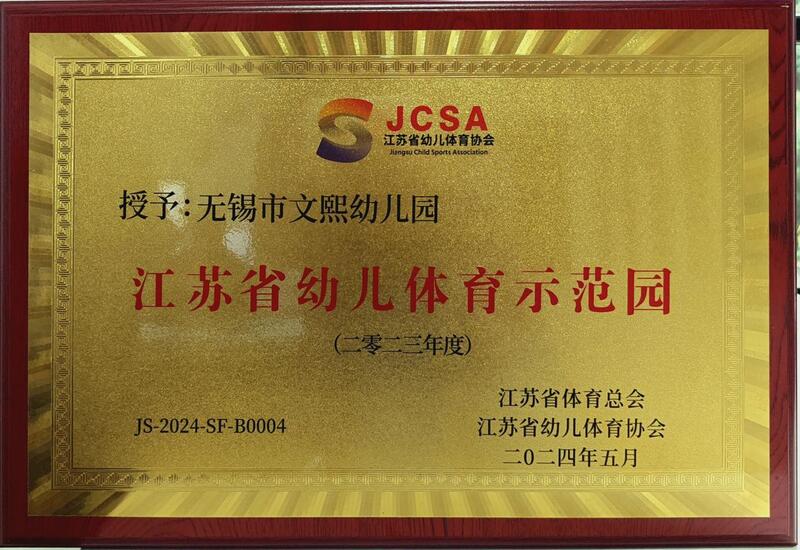 JCSA
江苏省幼儿体育协会
Jiangsu Child Sports Association
授予：无锡市文熙幼儿园
江苏省幼儿体育示范园
（二零二三年度）
JS-2024-SF-B0004
江苏省体育总会
江苏省幼儿体育协会
二〇二四年五月